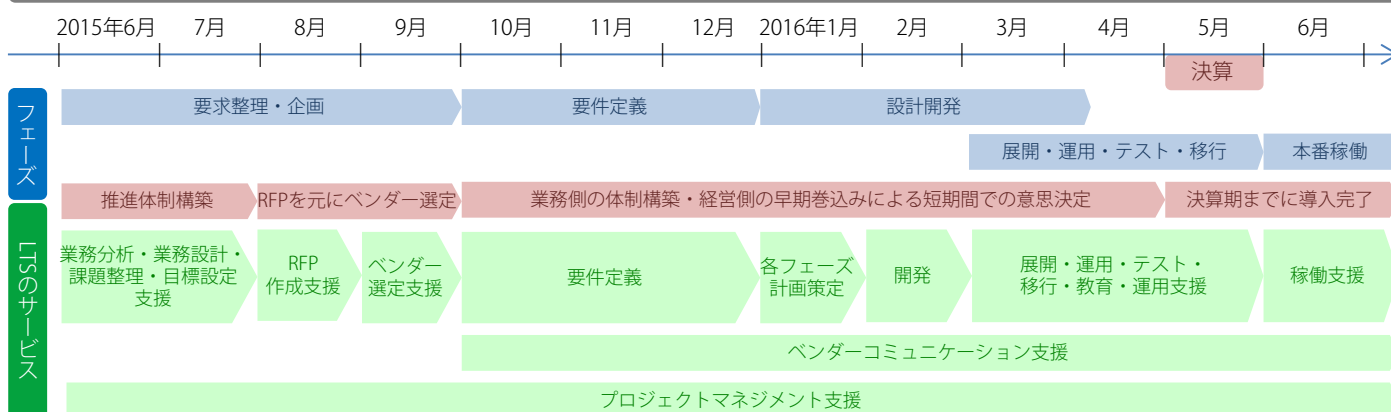 2015年6月 7月 8月 9月 10月 11月 12月 2016年1月 2月 3月 4月 5月 6月
決算
フェーズ
要求整理・企画 要件定義 設計開発
展開・運用・テスト・移行 本番稼働
推進体制構築 RFPを元にベンダー選定 業務側の体制構築・経営側の早期巻込みによる短期間での意思決定 決算期までに導入完了
LTSのサービス
業務分析・業務設計・
課題整理・目標設定
支援
RFP
作成支援
ベンダー
選定支援
要件定義
各フェーズ
計画策定
開発
展開・運用・テスト・
移行・教育・運用支援
稼働支援
ベンダーコミュニケーション支援
プロジェクトマネジメント支援